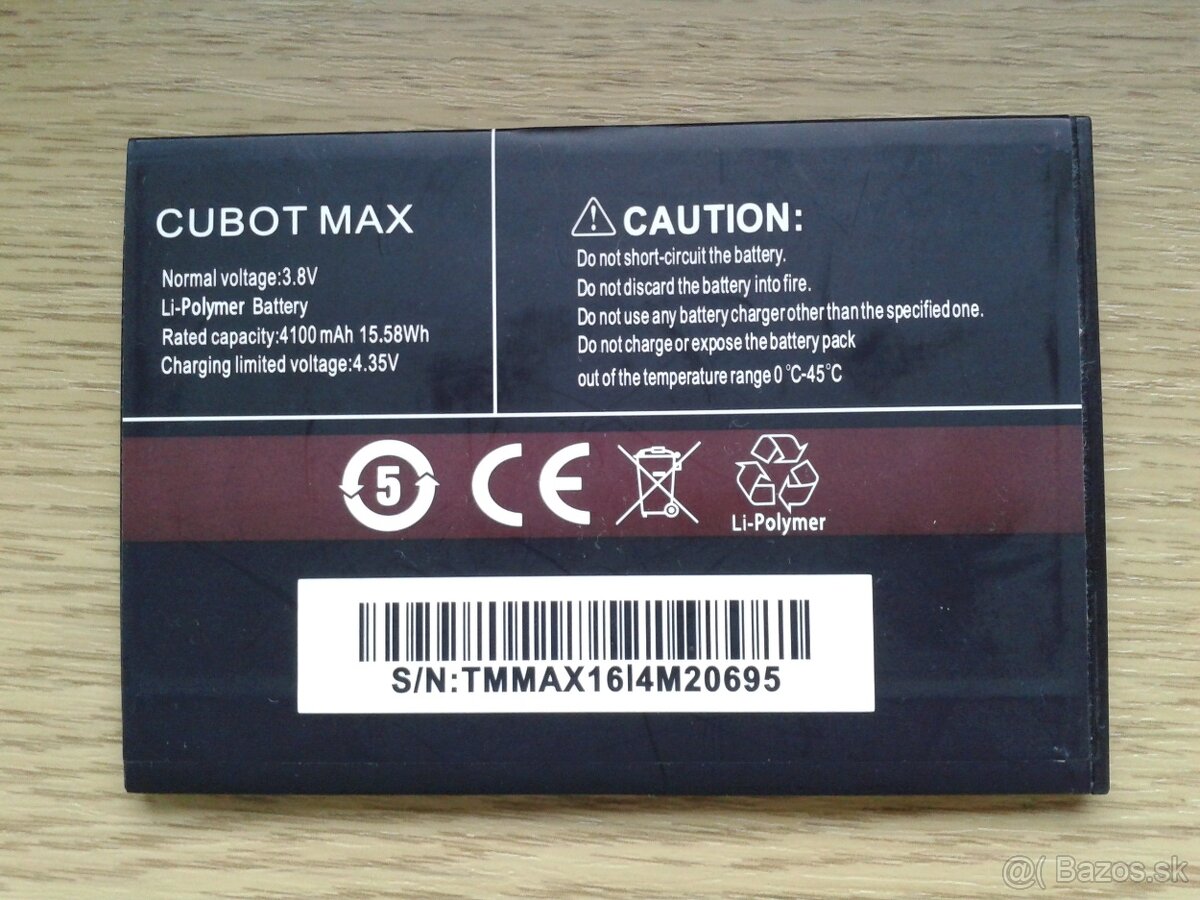 CUBOT MAX
Normal voltage:3.8V
Li-Polymer Battery
Rated capacity:4100 mAh 15.58Wh
Charging limited voltage:4.35V
CAUTION:
Do not short-circuit the battery.
Do not discard the battery into fire.
Do not use any battery charger other than the specified one.
Do not charge or expose the battery pack
out of the temperature range 0 °C-45°C
5
CE
Li-Polymer
S/N:TMMAX16I4M20695
@( Bazos.sk